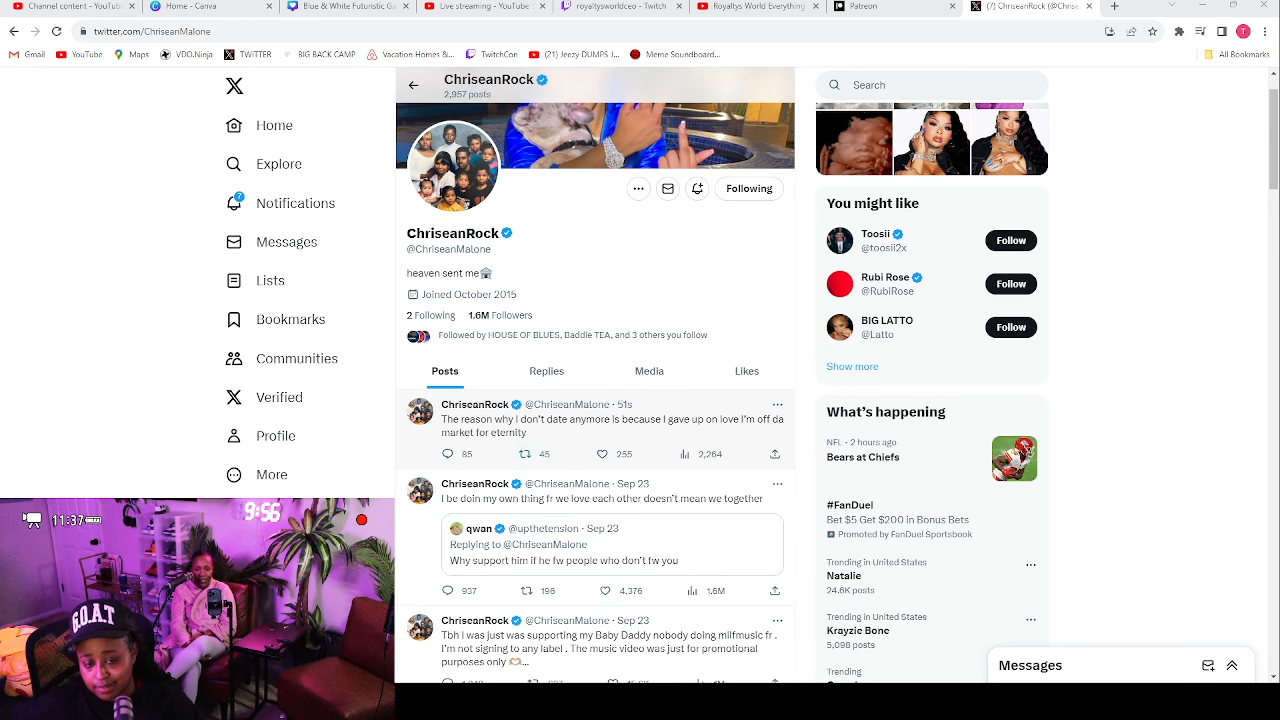 Channel content - YouTube
Home - Canva
Blue & White Futuristic Ga
Live streaming - YouTube
royaltysworldceo - Twitch
Royaltys World Everything
Patreon
(7) ChriseanRock (@Chrise
twitter.com/ChriseanMalone
Gmail
YouTube
Maps
VDO.Ninja
TWITTER
BIG BACK CAMP
Vacation Homes &...
TwitchCon
(21) Jeezy DUMPS J...
Meme Soundboard...
All Bookmarks
ChriseanRock
2,957 posts
Search
Home
Explore
7
Notifications
Messages
Lists
Bookmarks
Communities
Verified
Profile
More
Following
ChriseanRock
@ChriseanMalone
heaven sent me
Joined October 2015
2 Following 1.6M Followers
Followed by HOUSE OF BLUES, Baddie TEA, and 3 others you follow
Posts Replies Media Likes
ChriseanRock @ChriseanMalone · 51s
The reason why I don't date anymore is because I gave up on love I'm off da
market for eternity
85 45 255 2,264
ChriseanRock @ChriseanMalone · Sep 23
I be doin my own thing fr we love each other doesn't mean we together
qwan @upthetension · Sep 23
Replying to @ChriseanMalone
Why support him if he fw people who don't fw you
937 196 4,376 1.6M
ChriseanRock @ChriseanMalone · Sep 23
Tbh I was just was supporting my Baby Daddy nobody doing milfmusic fr .
I'm not signing to any label . The music video was just for promotional
purposes only ...
You might like
Toosii
@toosii2x
Follow
Rubi Rose
@RubiRose
Follow
BIG LATTO
@Latto
Follow
Show more
What's happening
NFL · 2 hours ago
Bears at Chiefs
#FanDuel
Bet $5 Get $200 in Bonus Bets
Promoted by FanDuel Sportsbook
Trending in United States
Natalie
24.6K posts
Trending in United States
Krayzie Bone
5,098 posts
Trending
Messages
11:37
9:56
G.O.A.T